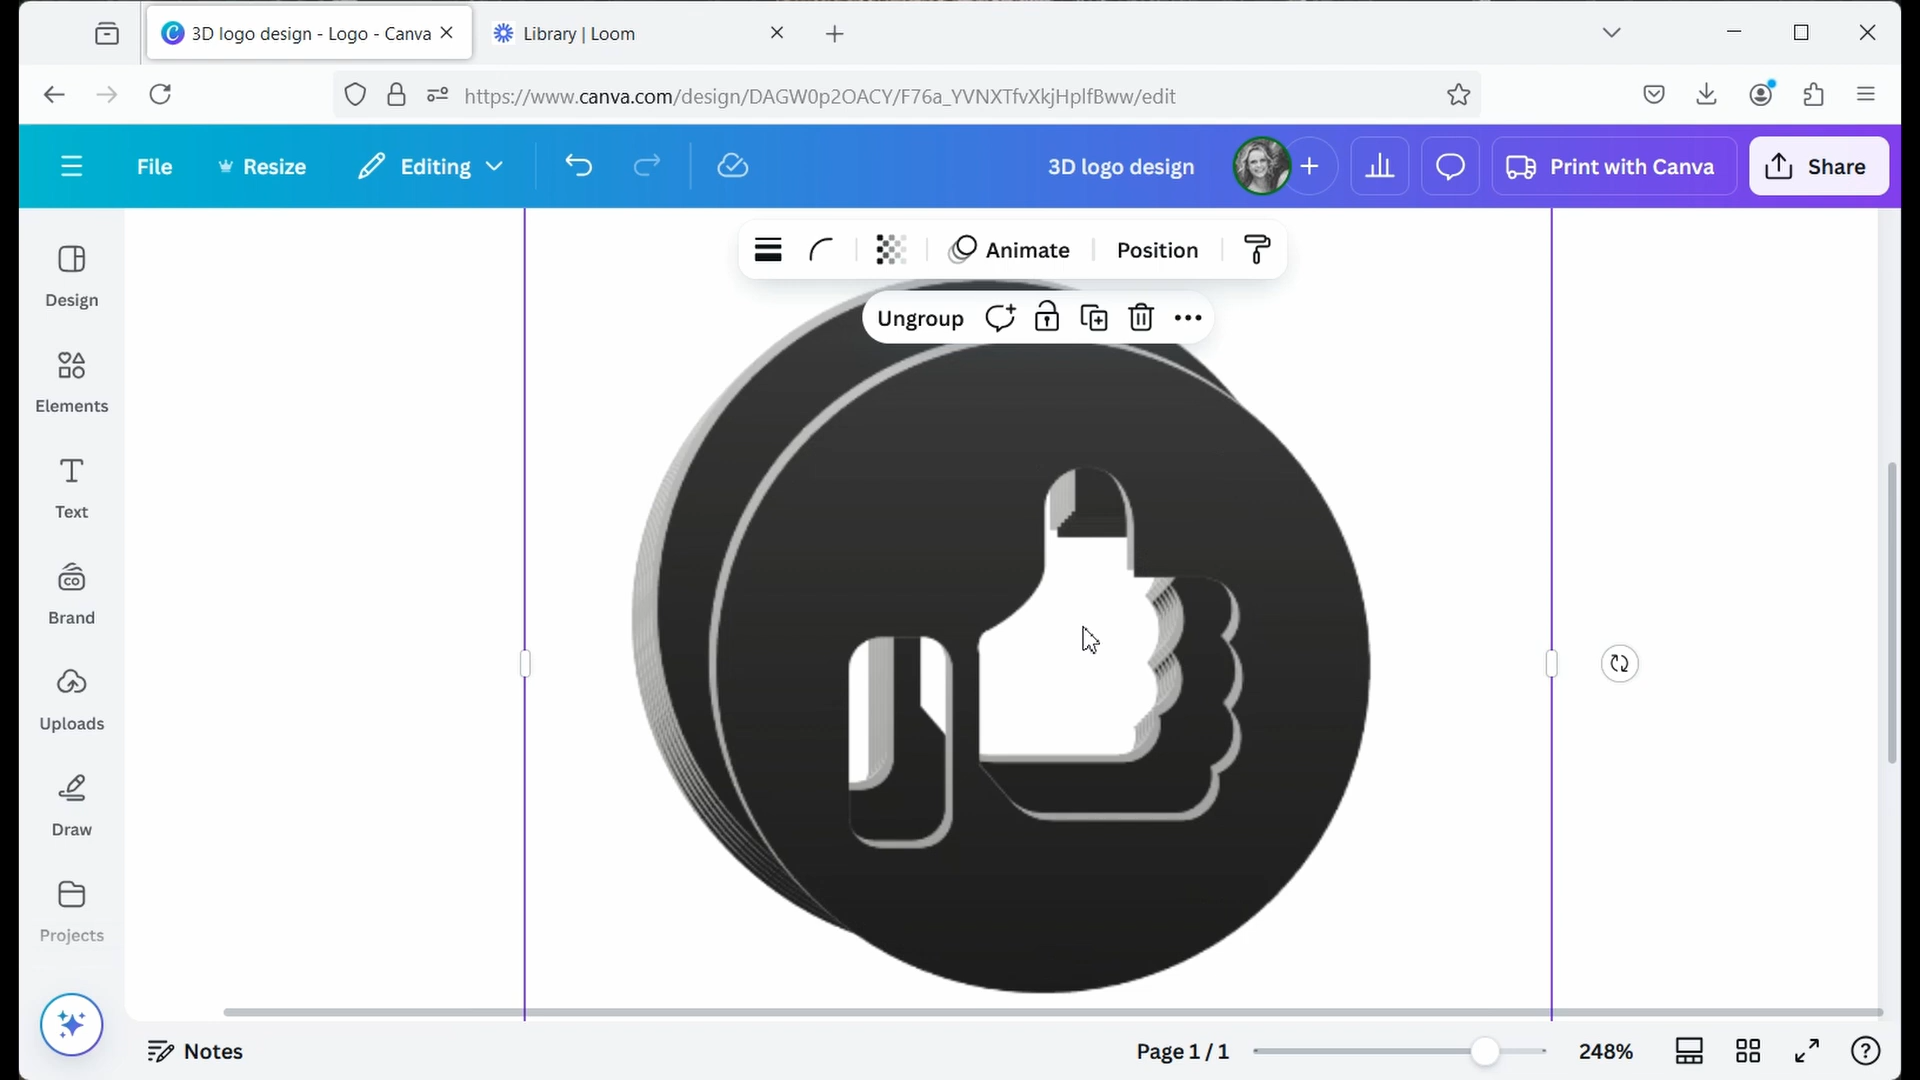 3D logo design - Logo - Canva
Library | Loom
https://www.canva.com/design/DAGW0p2OACY/F76a_YVNXTfvXkjHplfBww/edit
File
Resize
Editing
3D logo design
Print with Canva
Share
Animate
Position
Ungroup
Design
Elements
Text
CO
Brand
Uploads
Draw
Projects
Notes
Page 1 / 1
248%